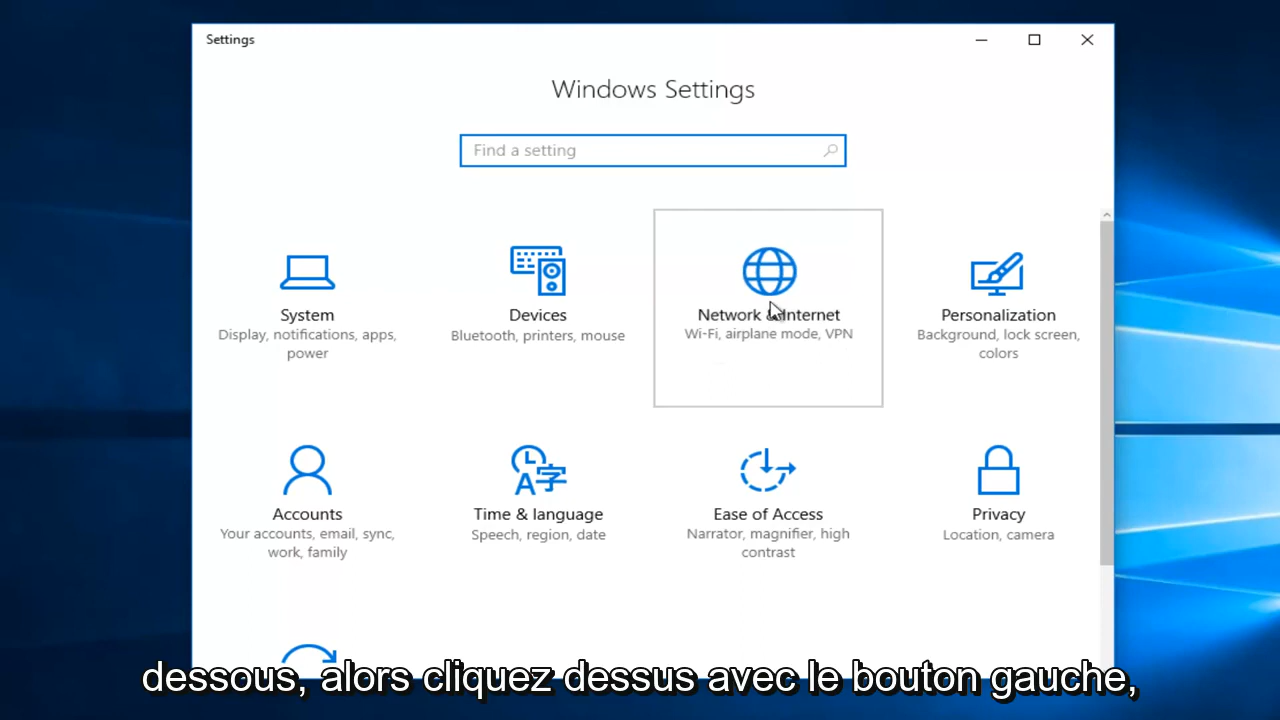 Settings
Windows Settings
Find a setting
System
Display, notifications, apps,
power
Devices
Bluetooth, printers, mouse
Network & Internet
Wi-Fi, airplane mode, VPN
Personalization
Background, lock screen,
colors
Accounts
Your accounts, email, sync,
work, family
Time & language
Speech, region, date
Ease of Access
Narrator, magnifier, high
contrast
Privacy
Location, camera
dessous, alors cliquez dessus avec le bouton gauche,